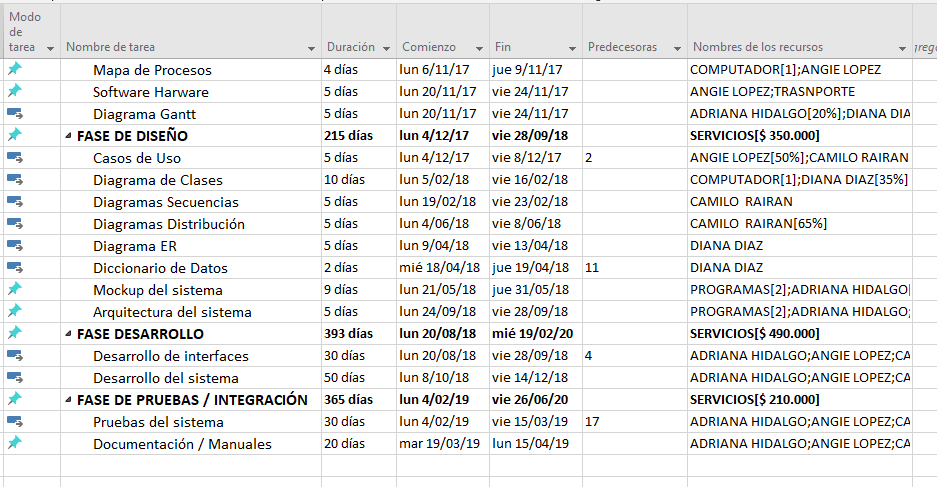 Modo de tarea Nombre de tarea Duración Comienzo Fin Predecesoras Nombres de los recursos
Mapa de Procesos 4 días lun 6/11/17 jue 9/11/17 COMPUTADOR[1];ANGIE LOPEZ
Software Harware 5 días lun 20/11/17 vie 24/11/17 ANGIE LOPEZ;TRASNPORTE
Diagrama Gantt 5 días lun 20/11/17 vie 24/11/17 ADRIANA HIDALGO[20%];DIANA DIA
FASE DE DISEÑO 215 días lun 4/12/17 vie 28/09/18 SERVICIOS[$ 350.000]
Casos de Uso 5 días lun 4/12/17 vie 8/12/17 2 ANGIE LOPEZ[50%];CAMILO RAIRAN
Diagrama de Clases 10 días lun 5/02/18 vie 16/02/18 COMPUTADOR[1];DIANA DIAZ[35%]
Diagramas Secuencias 5 días lun 19/02/18 vie 23/02/18 CAMILO RAIRAN
Diagramas Distribución 5 días lun 4/06/18 vie 8/06/18 CAMILO RAIRAN[65%]
Diagrama ER 5 días lun 9/04/18 vie 13/04/18 DIANA DIAZ
Diccionario de Datos 2 días mié 18/04/18 jue 19/04/18 11 DIANA DIAZ
Mockup del sistema 9 días lun 21/05/18 jue 31/05/18 PROGRAMAS[2];ADRIANA HIDALGO[
Arquitectura del sistema 5 días lun 24/09/18 vie 28/09/18 PROGRAMAS[2];ADRIANA HIDALGO;
FASE DESARROLLO 393 días lun 20/08/18 mié 19/02/20 SERVICIOS[$ 490.000]
Desarrollo de interfaces 30 días lun 20/08/18 vie 28/09/18 4 ADRIANA HIDALGO;ANGIE LOPEZ;CA
Desarrollo del sistema 50 días lun 8/10/18 vie 14/12/18 ADRIANA HIDALGO;ANGIE LOPEZ;CA
FASE DE PRUEBAS / INTEGRACIÓN 365 días lun 4/02/19 vie 26/06/20 SERVICIOS[$ 210.000]
Pruebas del sistema 30 días lun 4/02/19 vie 15/03/19 17 ADRIANA HIDALGO;ANGIE LOPEZ;CA
Documentación / Manuales 20 días mar 19/03/19 lun 15/04/19 ADRIANA HIDALGO;ANGIE LOPEZ;CA